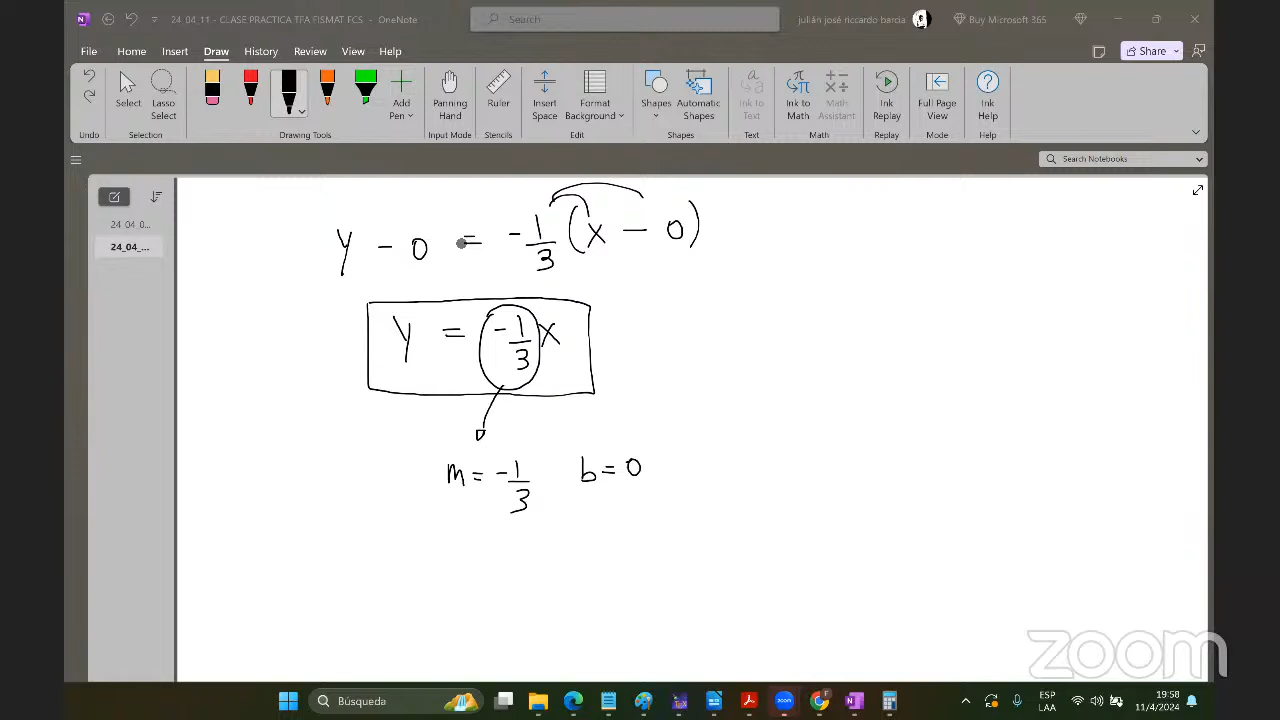 24_04_11.- CLASE PRACTICA TFA FISMAT FCS - OneNote
Search
julián josé riccardo barcia
Buy Microsoft 365
File Home Insert Draw History Review View Help
Share
Select
Lasso Select
Add Pen
Panning Hand
Ruler
Insert Space
Format Background
Shapes
Automatic Shapes
Ink to Text
Ink to Math
Math Assistant
Ink Replay
Full Page View
Ink Help
Undo Selection Drawing Tools Input Mode Stencils Edit Shapes Text Math Replay Mode Help
Search Notebooks
24_04_0...
24_04_...
y - 0 = -1/3 (x - 0)
y = -1/3 x
m = -1/3 b = 0
zoom
Búsqueda
ESP
LAA
19:58
11/4/2024